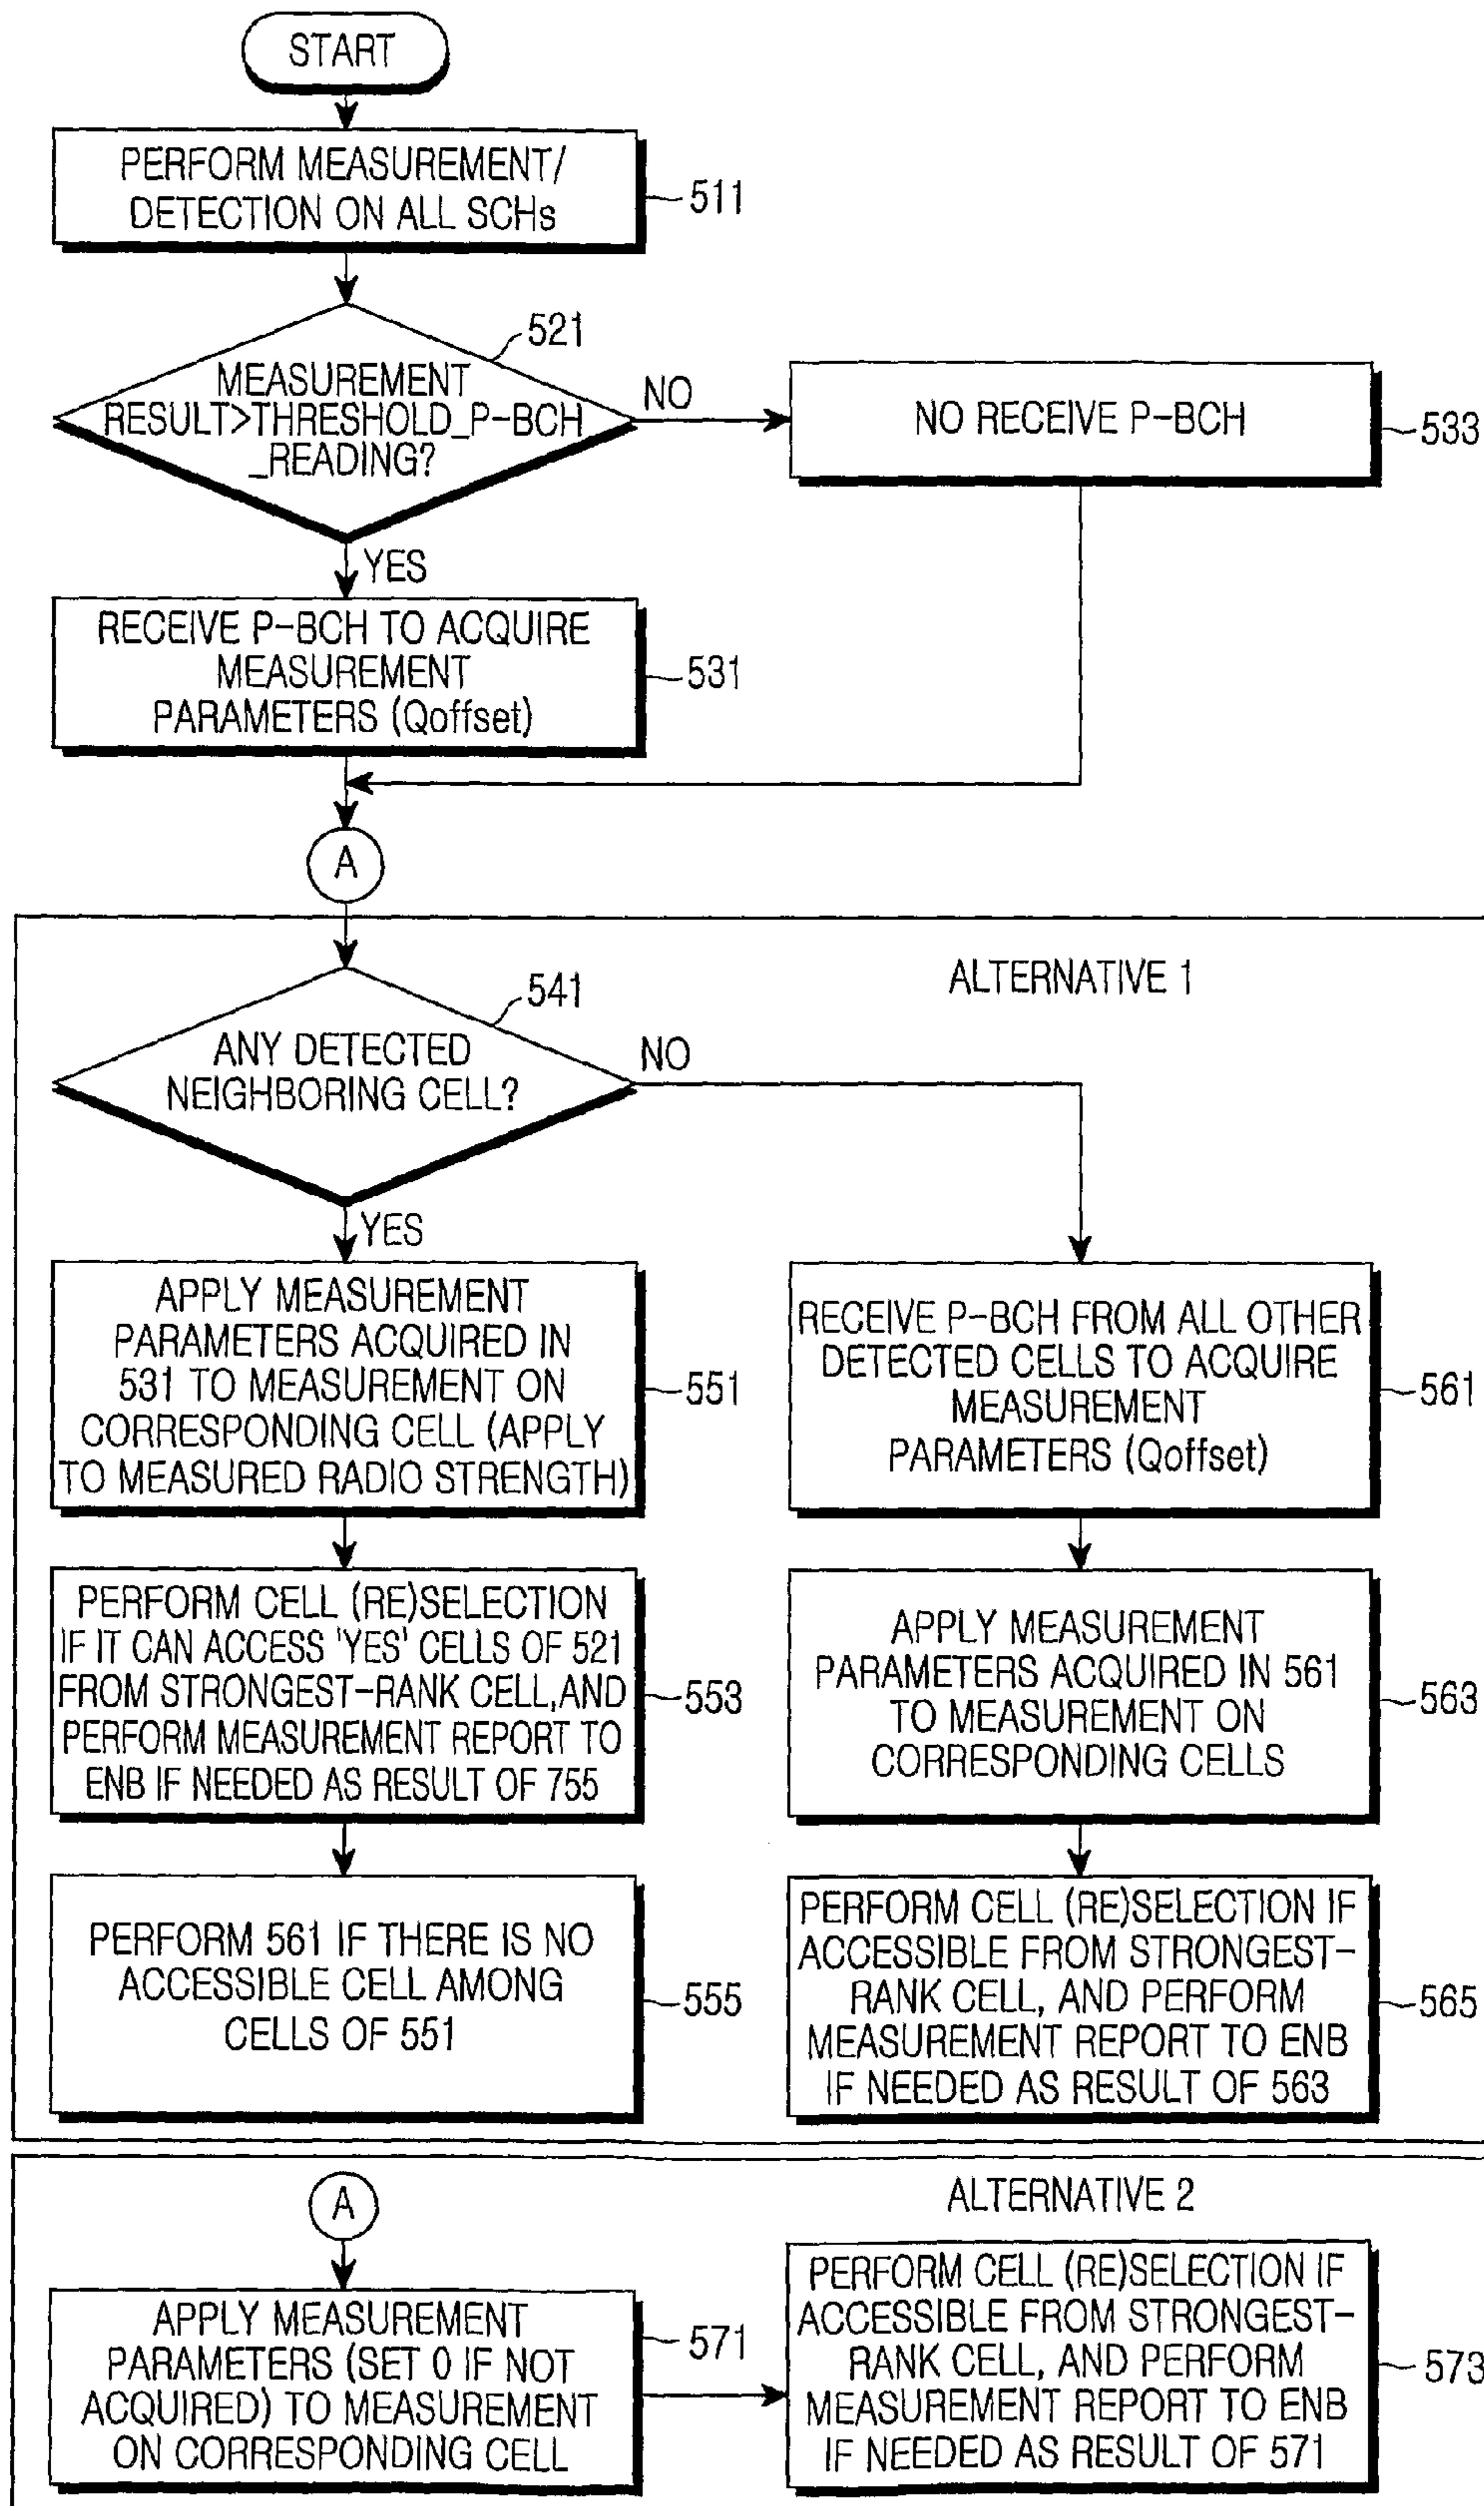 START
PERFORM MEASUREMENT/
DETECTION ON ALL SCHs
511
521
MEASUREMENT
RESULT>THRESHOLD_P-BCH
_READING?
NO
NO RECEIVE P-BCH
533
YES
RECEIVE P-BCH TO ACQUIRE
MEASUREMENT
PARAMETERS (Qoffset)
531
A
ALTERNATIVE 1
541
ANY DETECTED
NEIGHBORING CELL?
NO
YES
APPLY MEASUREMENT
PARAMETERS ACQUIRED IN
531 TO MEASUREMENT ON
CORRESPONDING CELL (APPLY
TO MEASURED RADIO STRENGTH)
551
RECEIVE P-BCH FROM ALL OTHER
DETECTED CELLS TO ACQUIRE
MEASUREMENT
PARAMETERS (Qoffset)
561
PERFORM CELL (RE)SELECTION
IF IT CAN ACCESS 'YES' CELLS OF 521
FROM STRONGEST-RANK CELL,AND
PERFORM MEASUREMENT REPORT TO
ENB IF NEEDED AS RESULT OF 755
553
APPLY MEASUREMENT
PARAMETERS ACQUIRED IN 561
TO MEASUREMENT ON
CORRESPONDING CELLS
563
PERFORM 561 IF THERE IS NO
ACCESSIBLE CELL AMONG
CELLS OF 551
555
PERFORM CELL (RE)SELECTION IF
ACCESSIBLE FROM STRONGEST-
RANK CELL, AND PERFORM
MEASUREMENT REPORT TO ENB
IF NEEDED AS RESULT OF 563
565
A
ALTERNATIVE 2
APPLY MEASUREMENT
PARAMETERS (SET 0 IF NOT
ACQUIRED) TO MEASUREMENT
ON CORRESPONDING CELL
571
PERFORM CELL (RE)SELECTION IF
ACCESSIBLE FROM STRONGEST-
RANK CELL, AND PERFORM
MEASUREMENT REPORT TO ENB
IF NEEDED AS RESULT OF 571
573